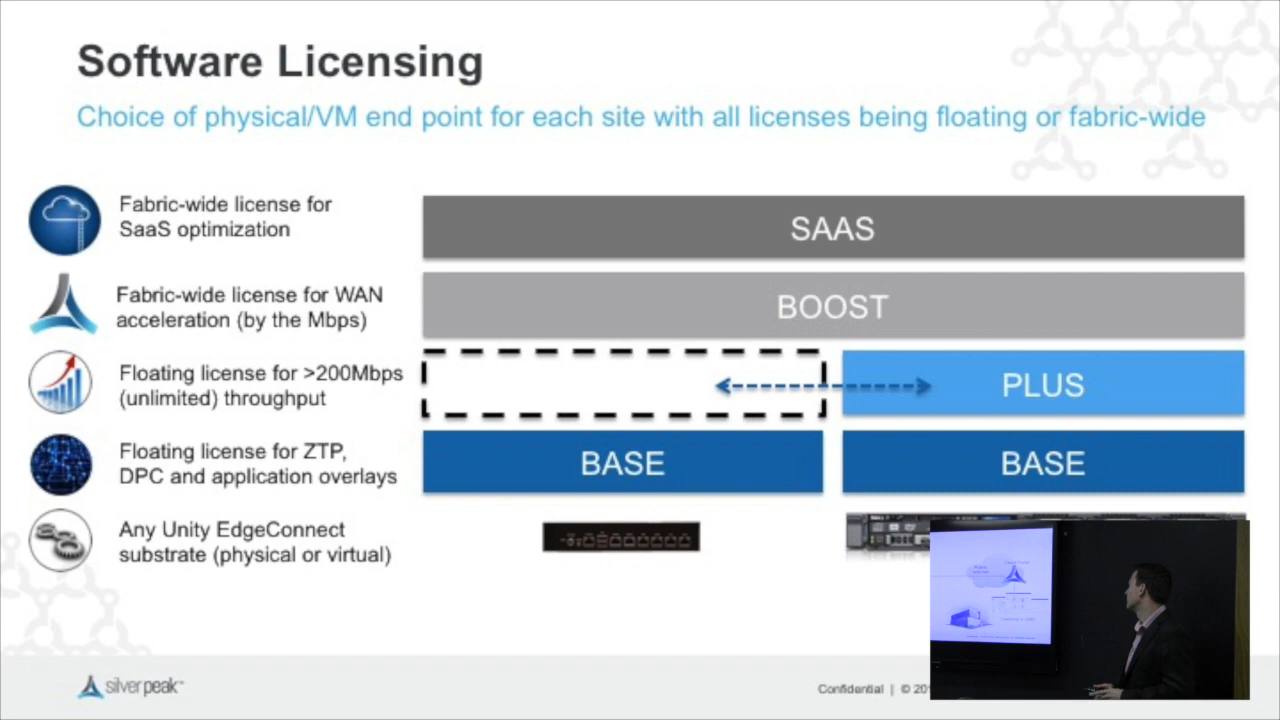 Software Licensing
Choice of physical/VM end point for each site with all licenses being floating or fabric-wide
Fabric-wide license for
SaaS optimization
SAAS
Fabric-wide license for WAN
acceleration (by the Mbps)
BOOST
Floating license for >200Mbps
(unlimited) throughput
PLUS
Floating license for ZTP,
DPC and application overlays
BASE
BASE
Any Unity EdgeConnect
substrate (physical or virtual)
silver peak™
Confidential | © 20